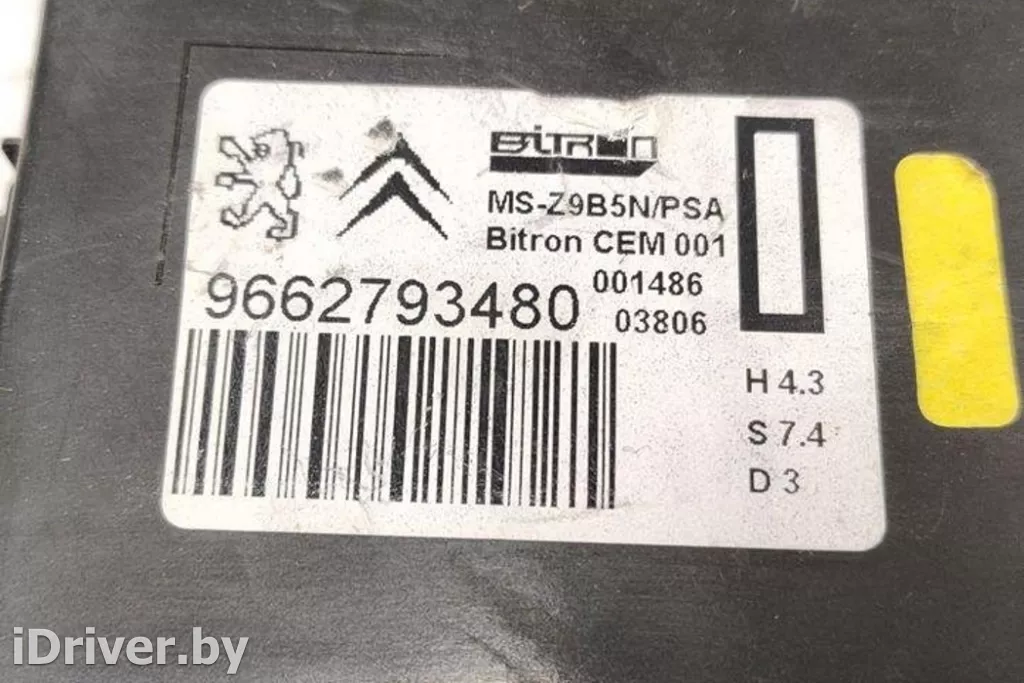 BiTRON
MS-Z9B5N/PSA
Bitron CEM 001
001486
9662793480
03806
H 4.3
S 7.4
D 3
iDriver.by